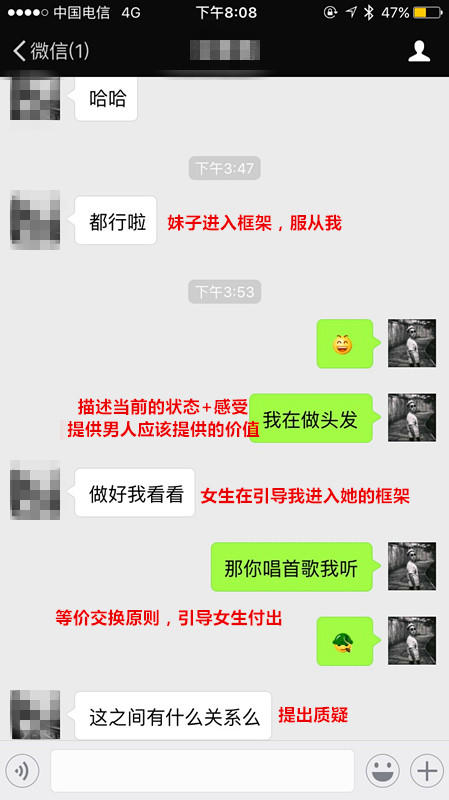 中国电信 4G 下午8:08 47%
微信(1)
哈哈
下午3:47
都行啦 妹子进入框架，服从我
下午3:53
描述当前的状态+感受
提供男人应该提供的价值
我在做头发
做好我看看 女生在引导我进入她的框架
那你唱首歌我听
等价交换原则，引导女生付出
这之间有什么关系么 提出质疑